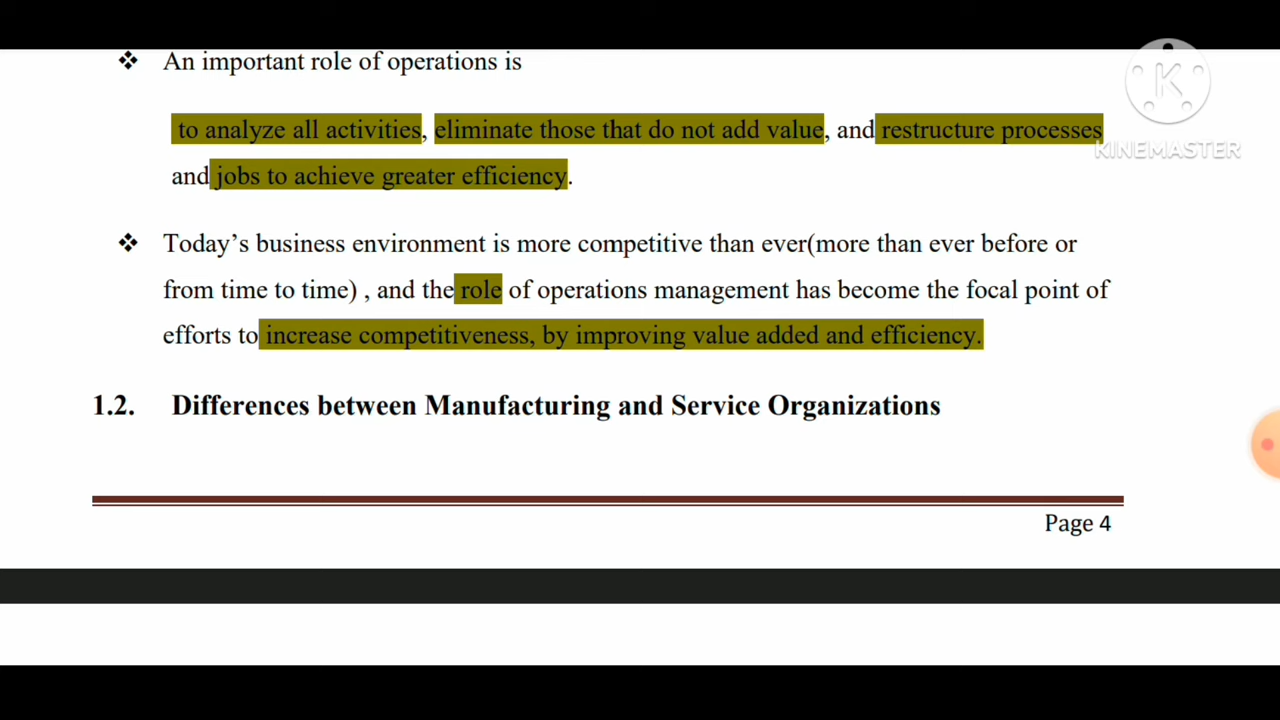 ❖ An important role of operations is
to analyze all activities, eliminate those that do not add value, and restructure processes
and jobs to achieve greater efficiency.
❖ Today’s business environment is more competitive than ever(more than ever before or
from time to time) , and the role of operations management has become the focal point of
efforts to increase competitiveness, by improving value added and efficiency.
1.2. Differences between Manufacturing and Service Organizations
Page 4
K
KINEMASTER